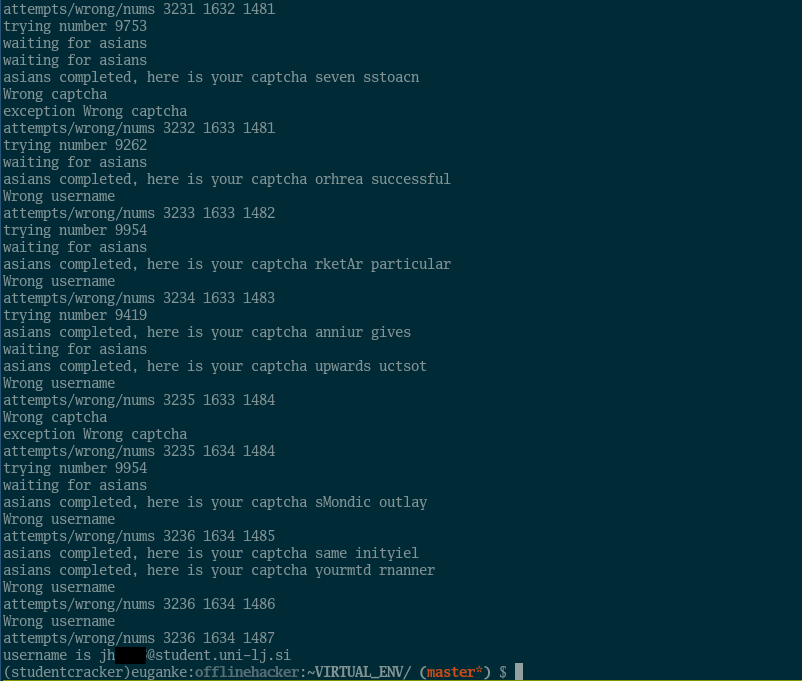 attempts/wrong/nums 3231 1632 1481
trying number 9753
waiting for asians
waiting for asians
asians completed, here is your captcha seven sstoacn
Wrong captcha
exception Wrong captcha
attempts/wrong/nums 3232 1633 1481
trying number 9262
waiting for asians
asians completed, here is your captcha orhrea successful
Wrong username
attempts/wrong/nums 3233 1633 1482
trying number 9954
waiting for asians
asians completed, here is your captcha rketAr particular
Wrong username
attempts/wrong/nums 3234 1633 1483
trying number 9419
asians completed, here is your captcha anniur gives
waiting for asians
asians completed, here is your captcha upwards uctsot
Wrong username
attempts/wrong/nums 3235 1633 1484
Wrong captcha
exception Wrong captcha
attempts/wrong/nums 3235 1634 1484
trying number 9954
waiting for asians
asians completed, here is your captcha sMondic outlay
Wrong username
attempts/wrong/nums 3236 1634 1485
asians completed, here is your captcha same inityiel
asians completed, here is your captcha yourmtd rnanner
Wrong username
attempts/wrong/nums 3236 1634 1486
Wrong username
attempts/wrong/nums 3236 1634 1487
username is jh @student.uni-lj.si
(studentcracker)euganke:offlinehacker:~VIRTUAL_ENV/ (master*) $